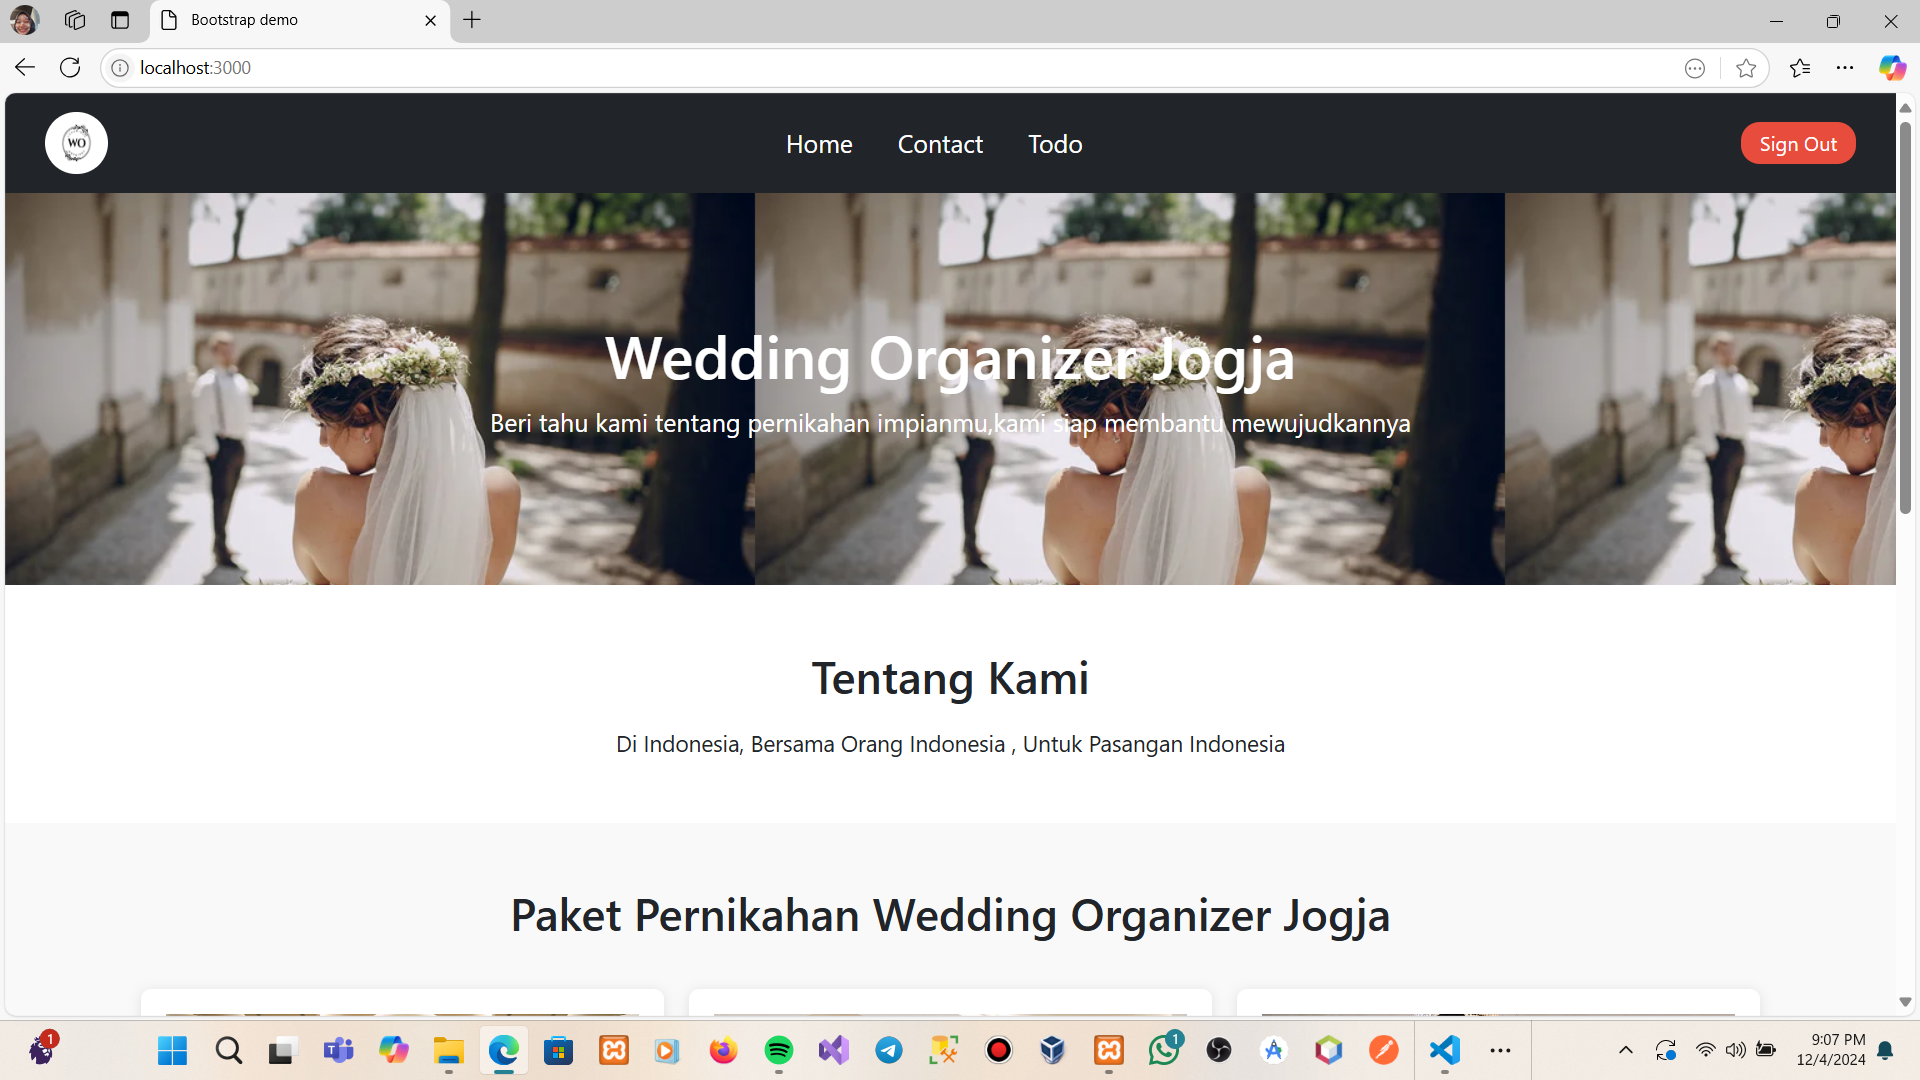 Bootstrap demo
localhost:3000
WO
Home
Contact
Todo
Sign Out
Wedding Organizer Jogja
Beri tahu kami tentang pernikahan impianmu,kami siap membantu mewujudkannya
Tentang Kami
Di Indonesia, Bersama Orang Indonesia , Untuk Pasangan Indonesia
Paket Pernikahan Wedding Organizer Jogja
1
1
9:07 PM
12/4/2024